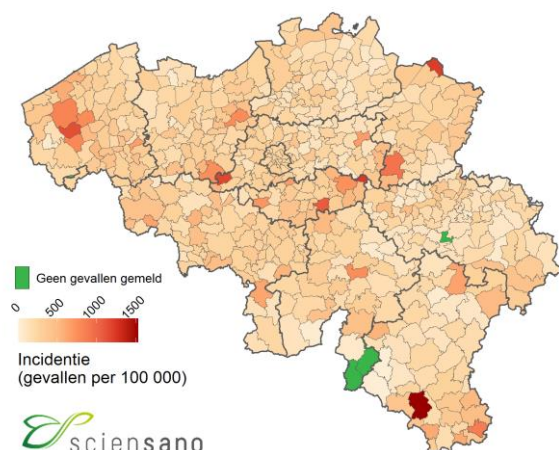 Geen gevallen gemeld
0 500 1000 1500
Incidentie
(gevallen per 100 000)
sciensano